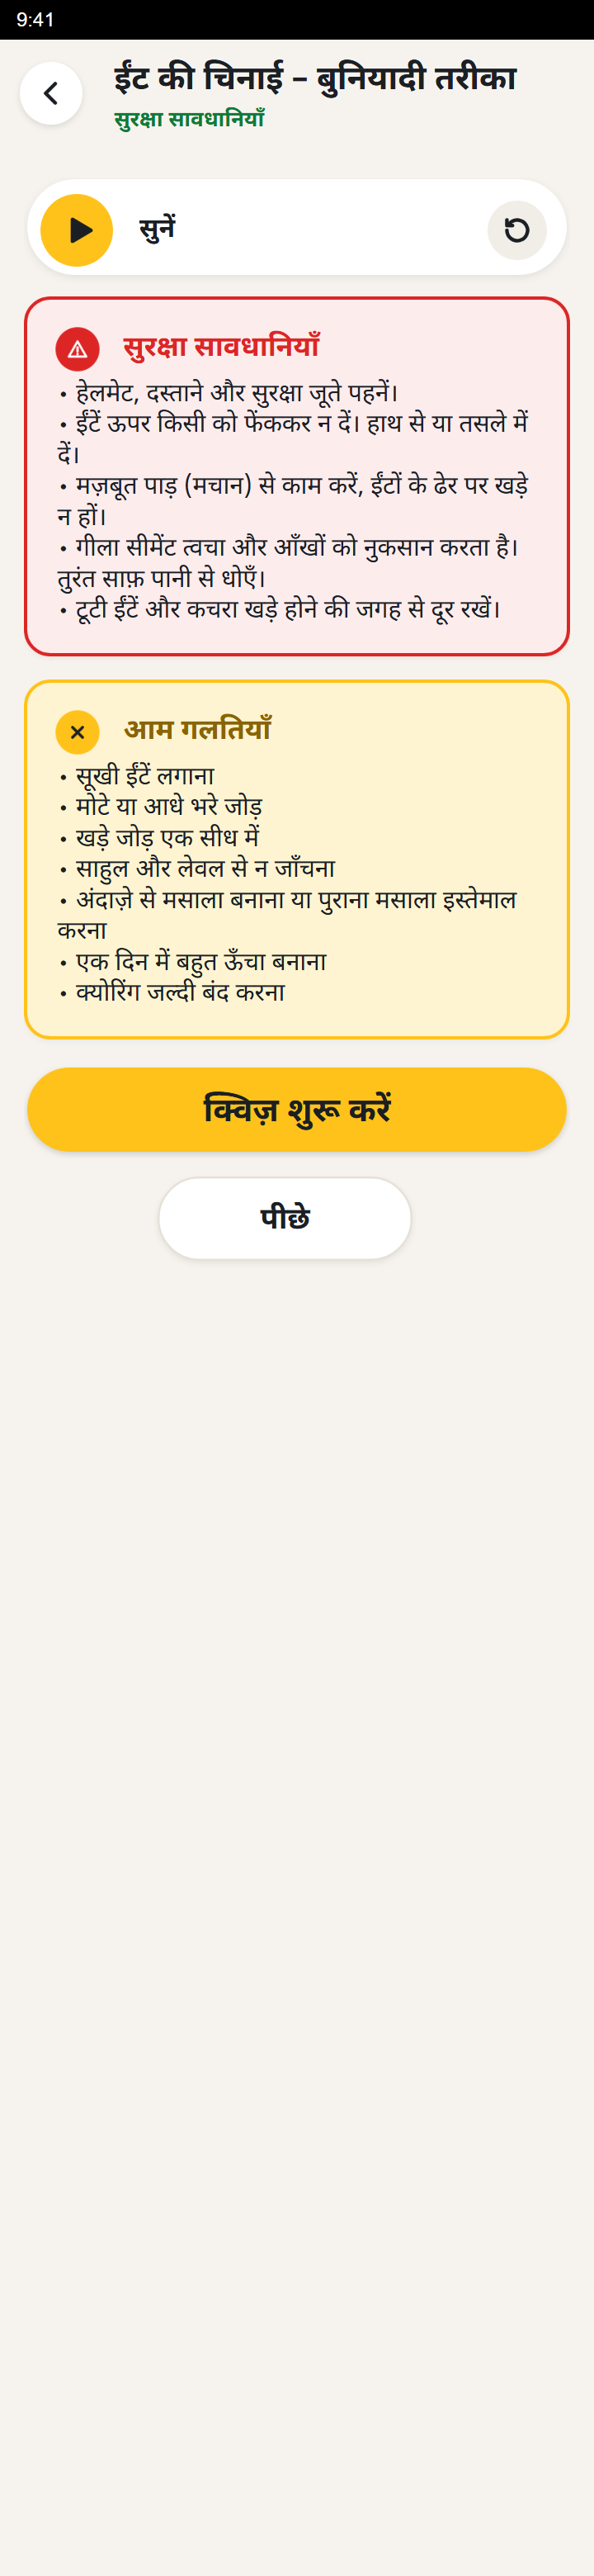 9:41
ईंट की चिनाई – बुनियादी तरीका
सुरक्षा सावधानियाँ
सुनें
सुरक्षा सावधानियाँ
• हेलमेट, दस्ताने और सुरक्षा जूते पहनें।
• ईंटें ऊपर किसी को फेंककर न दें। हाथ से या तसले में
दें।
• मज़बूत पाड़ (मचान) से काम करें, ईंटों के ढेर पर खड़े
न हों।
• गीला सीमेंट त्वचा और आँखों को नुकसान करता है।
तुरंत साफ़ पानी से धोएँ।
• टूटी ईंटें और कचरा खड़े होने की जगह से दूर रखें।
आम गलतियाँ
• सूखी ईंटें लगाना
• मोटे या आधे भरे जोड़
• खड़े जोड़ एक सीध में
• साहुल और लेवल से न जाँचना
• अंदाज़े से मसाला बनाना या पुराना मसाला इस्तेमाल
करना
• एक दिन में बहुत ऊँचा बनाना
• क्योरिंग जल्दी बंद करना
क्विज़ शुरू करें
पीछे